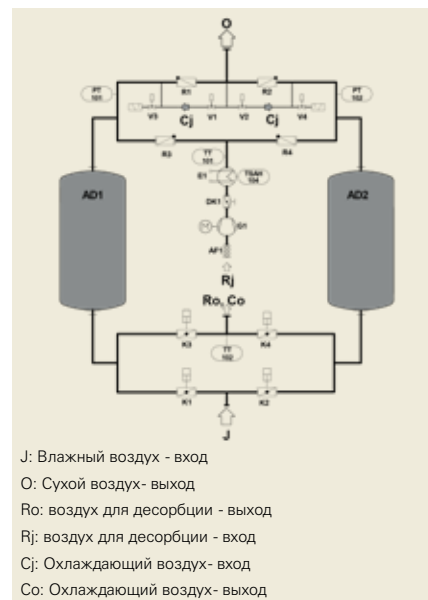 O
PT 101
R1
R2
PT 102
V3
Cj
V1
V2
Cj
V4
R3
TT 101
R4
E1
TSAH 104
AD1
DK1
AD2
G1
AF1
Rj
Ro, Co
K3
K4
TT 102
K1
K2
J
J: Влажный воздух - вход
O: Сухой воздух- выход
Ro: воздух для десорбции - выход
Rj: воздух для десорбции - вход
Cj: Охлаждающий воздух- вход
Co: Охлаждающий воздух- выход